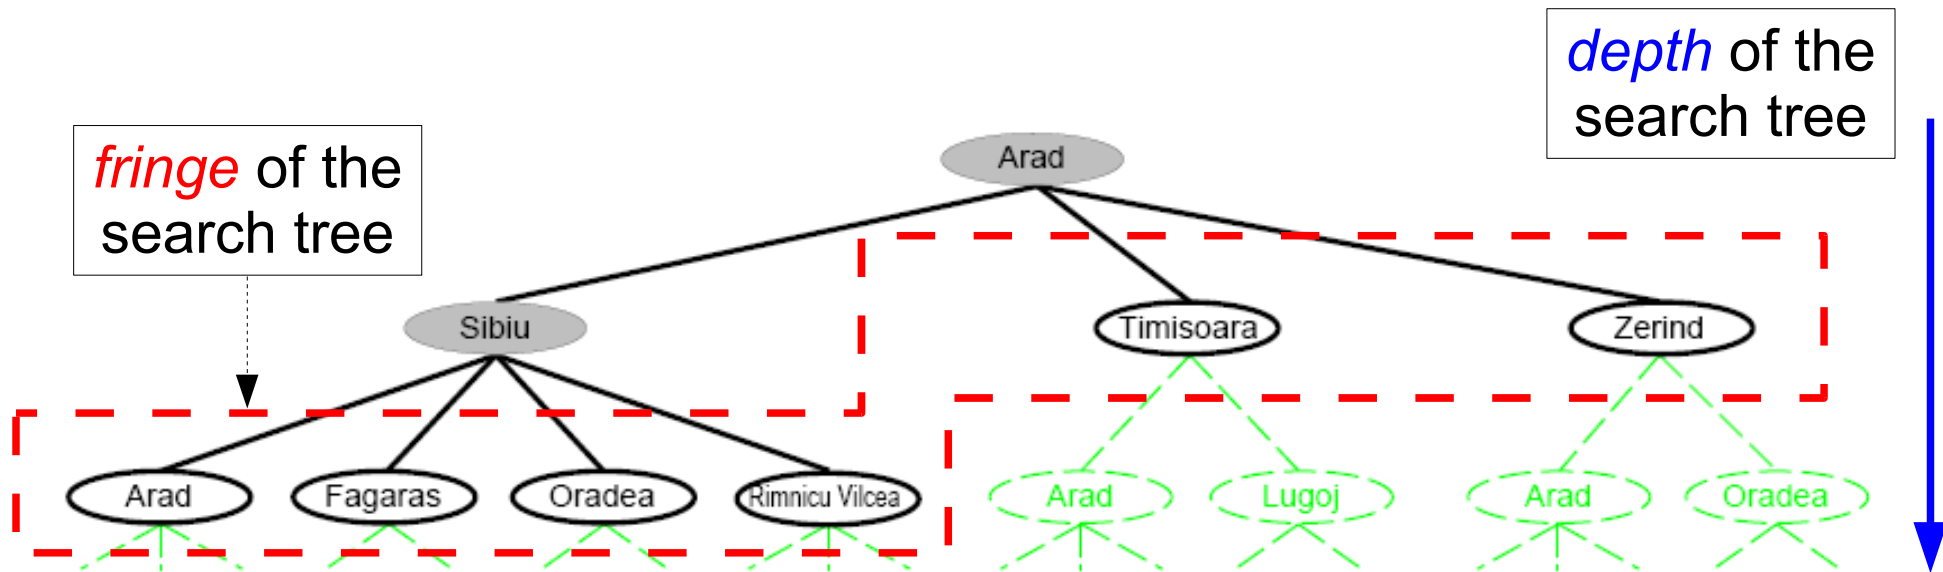 depth of the
search tree
fringe of the
search tree
Arad
Sibiu
Timisoara
Zerind
Arad
Fagaras
Oradea
Rimnicu Vilcea
Arad
Lugoj
Arad
Oradea